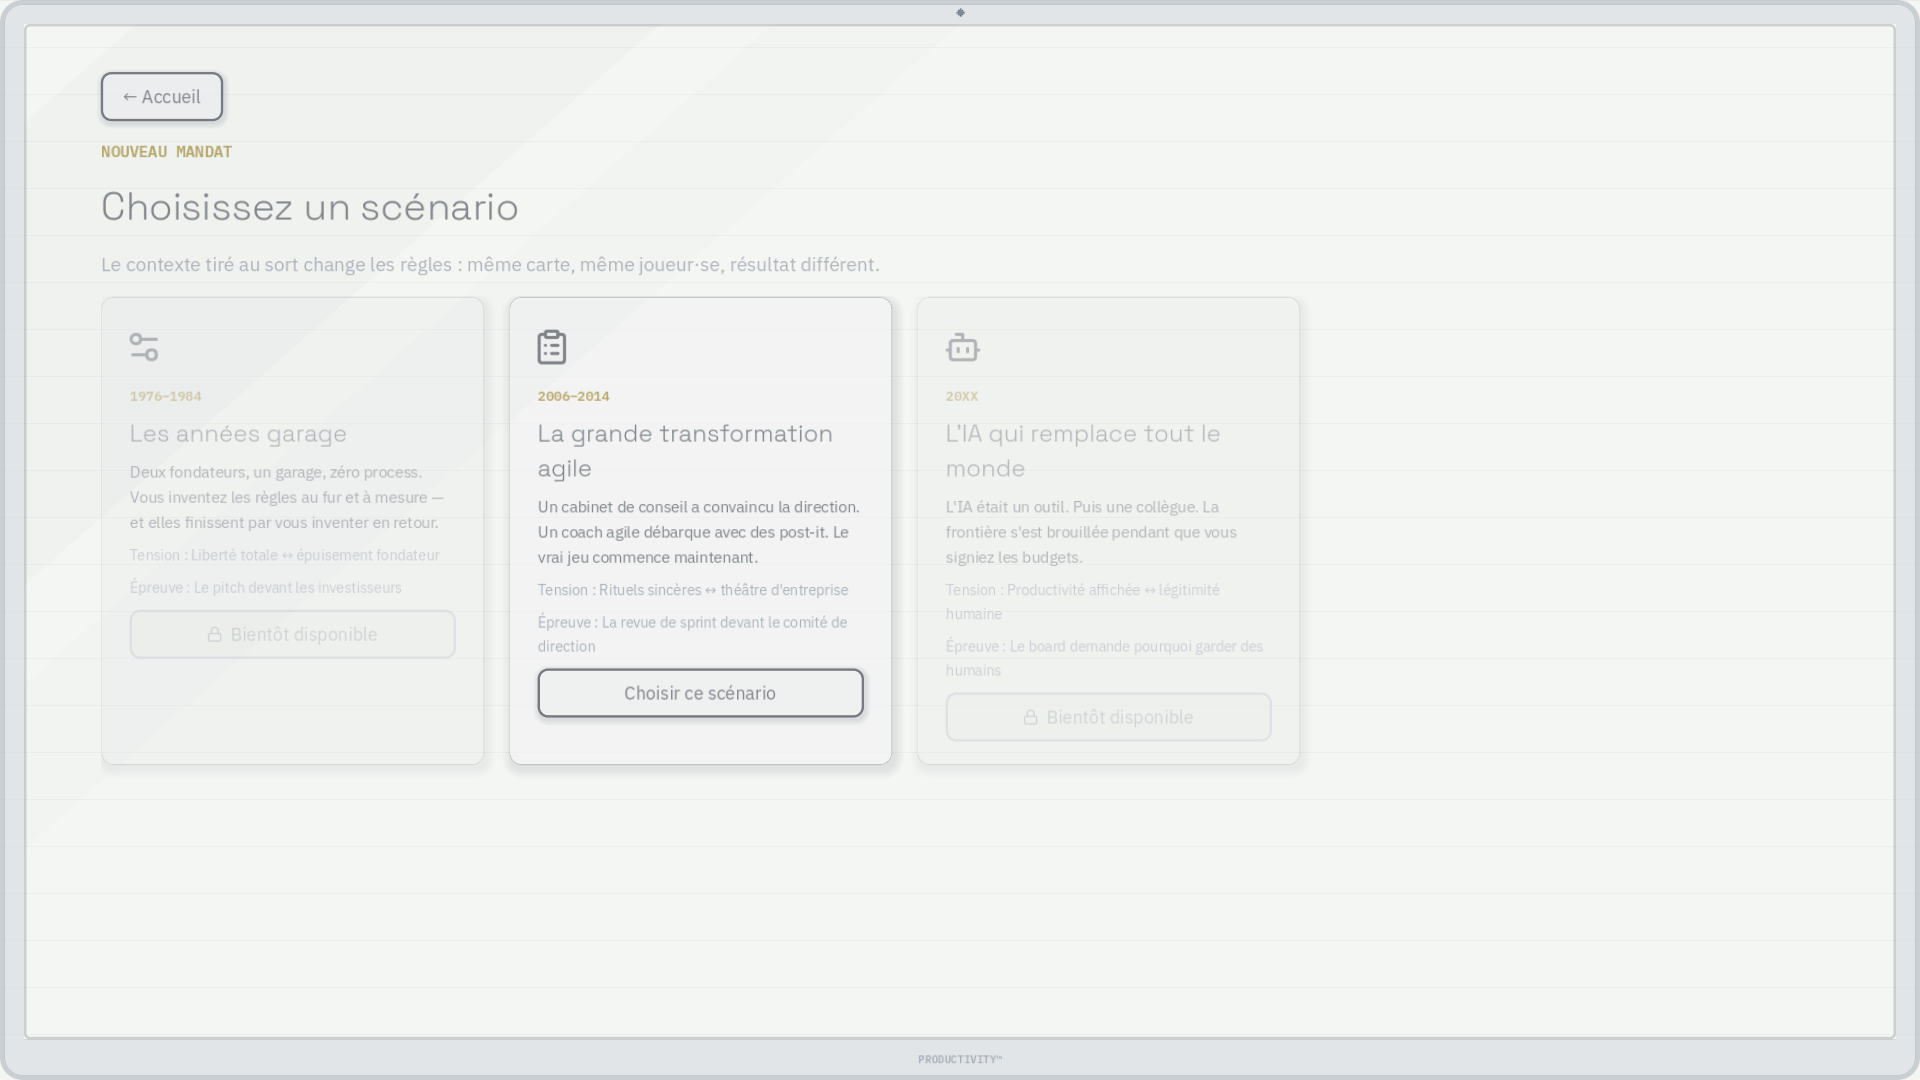 ← Accueil
NOUVEAU MANDAT
Choisissez un scénario
Le contexte tiré au sort change les règles : même carte, même joueur·se, résultat différent.
1976–1984
Les années garage
Deux fondateurs, un garage, zéro process.
Vous inventez les règles au fur et à mesure —
et elles finissent par vous inventer en retour.
Tension : Liberté totale ↔ épuisement fondateur
Épreuve : Le pitch devant les investisseurs
Bientôt disponible
2006–2014
La grande transformation
agile
Un cabinet de conseil a convaincu la direction.
Un coach agile débarque avec des post-it. Le
vrai jeu commence maintenant.
Tension : Rituels sincères ↔ théâtre d'entreprise
Épreuve : La revue de sprint devant le comité de
direction
Choisir ce scénario
20XX
L'IA qui remplace tout le
monde
L'IA était un outil. Puis une collègue. La
frontière s'est brouillée pendant que vous
signiez les budgets.
Tension : Productivité affichée ↔ légitimité
humaine
Épreuve : Le board demande pourquoi garder des
humains
Bientôt disponible
PRODUCTIVITY™